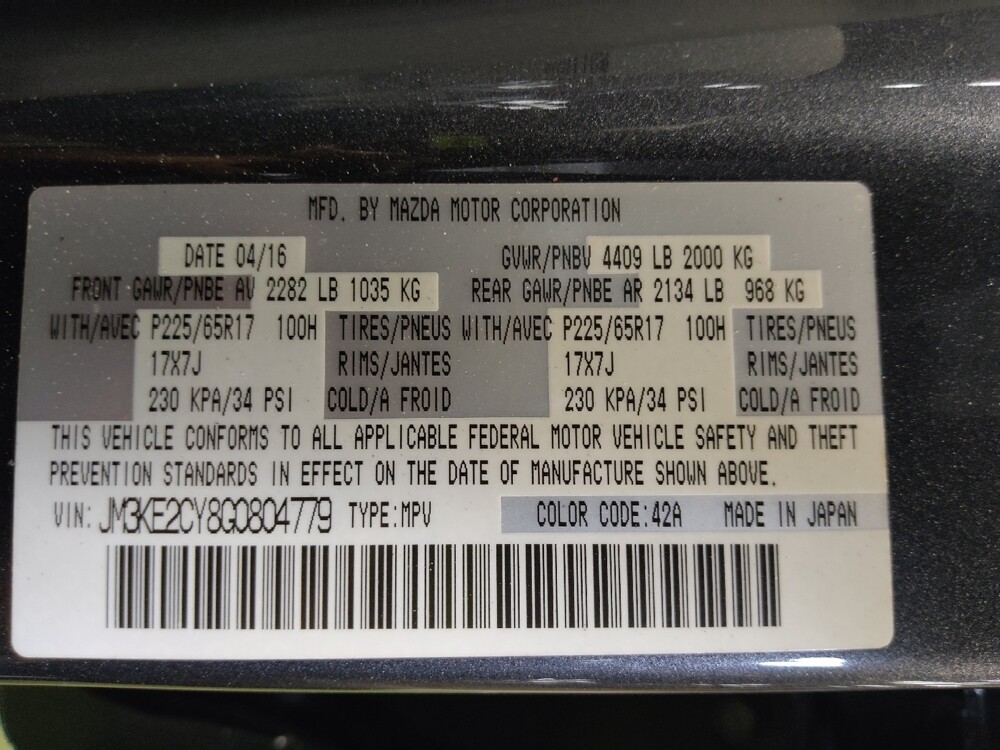 MFD. BY MAZDA MOTOR CORPORATION
DATE 04/16 GVWR/PNBV 4409 LB 2000 KG
FRONT GAWR/PNBE AV 2282 LB 1035 KG REAR GAWR/PNBE AR 2134 LB 968 KG
WITH/AVEC P225/65R17 100H TIRES/PNEUS WITH/AVEC P225/65R17 100H TIRES/PNEUS
17X7J RIMS/JANTES 17X7J RIMS/JANTES
230 KPA/34 PSI COLD/A FROID 230 KPA/34 PSI COLD/A FROID
THIS VEHICLE CONFORMS TO ALL APPLICABLE FEDERAL MOTOR VEHICLE SAFETY AND THEFT
PREVENTION STANDARDS IN EFFECT ON THE DATE OF MANUFACTURE SHOWN ABOVE.
VIN: JM3KE2CY8G0804779 TYPE:MPV COLOR CODE:42A MADE IN JAPAN